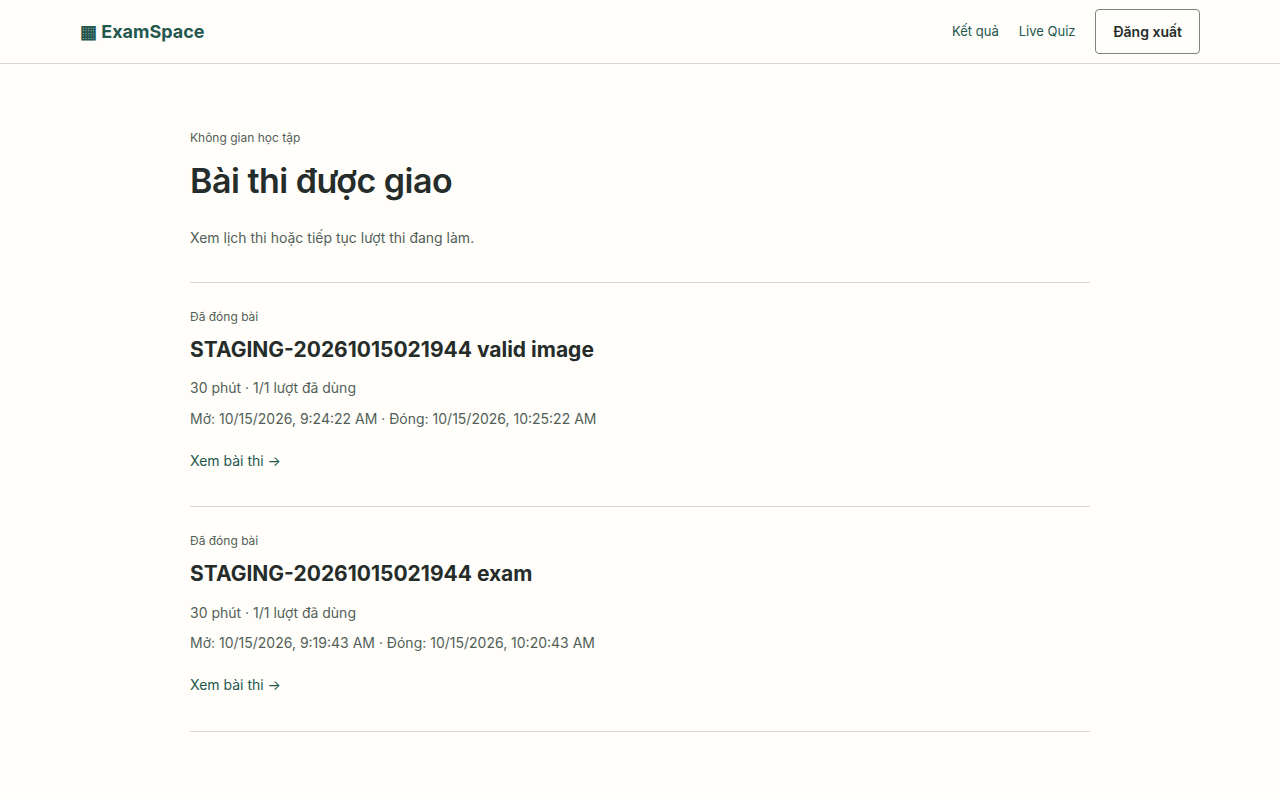 ExamSpace
Kết quả
Live Quiz
Đăng xuất
Không gian học tập
Bài thi được giao
Xem lịch thi hoặc tiếp tục lượt thi đang làm.
Đã đóng bài
STAGING-20261015021944 valid image
30 phút · 1/1 lượt đã dùng
Mở: 10/15/2026, 9:24:22 AM · Đóng: 10/15/2026, 10:25:22 AM
Xem bài thi →
Đã đóng bài
STAGING-20261015021944 exam
30 phút · 1/1 lượt đã dùng
Mở: 10/15/2026, 9:19:43 AM · Đóng: 10/15/2026, 10:20:43 AM
Xem bài thi →